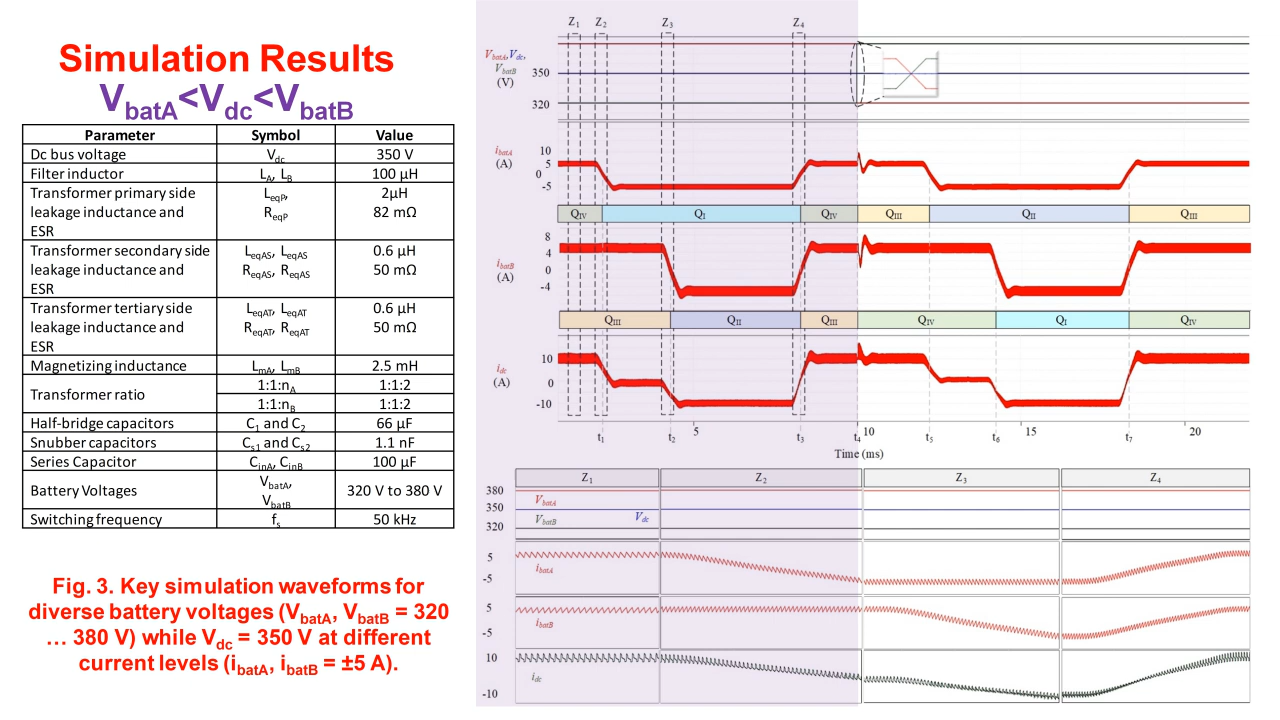 Simulation Results
VbatA<Vdc<VbatB
Parameter Symbol Value
Dc bus voltage Vdc 350 V
Filter inductor LA, LB 100 µH
Transformer primary side leakage inductance and ESR LeqP, ReqP 2µH 82 mΩ
Transformer secondary side leakage inductance and ESR LeqAS, LeqAS ReqAS, ReqAS 0.6 µH 50 mΩ
Transformer tertiary side leakage inductance and ESR LeqAT, LeqAT ReqAT, ReqAT 0.6 µH 50 mΩ
Magnetizing inductance LmA, LmB 2.5 mH
Transformer ratio 1:1:nA 1:1:2
1:1:nB 1:1:2
Half-bridge capacitors C1 and C2 66 µF
Snubber capacitors Cs1 and Cs2 1.1 nF
Series Capacitor CinA, CinB 100 µF
Battery Voltages VbatA, VbatB 320 V to 380 V
Switching frequency fs 50 kHz
Fig. 3. Key simulation waveforms for
diverse battery voltages (VbatA, VbatB = 320
… 380 V) while Vdc = 350 V at different
current levels (ibatA, ibatB = ±5 A).
Z1 Z2 Z3 Z4
VbatA, Vdc,
VbatB
(V)
350
320
ibatA
(A)
10
5
0
-5
QIV QI QIV QIII QII QIII
ibatB
(A)
8
4
0
-4
QIII QII QIII QIV QI QIV
idc
(A)
10
0
-10
5 10 15 20
t1 t2 t3 t4 t5 t6 t7
Time (ms)
Z1 Z2 Z3 Z4
380
350
320
VbatA
VbatB Vdc
5
-5
ibatA
5
-5
ibatB
10
-10
idc